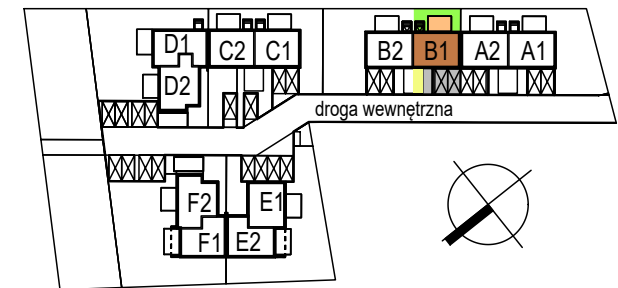 D1 C2 C1 B2 B1 A2 A1
D2
droga wewnętrzna
F2 E1
F1 E2